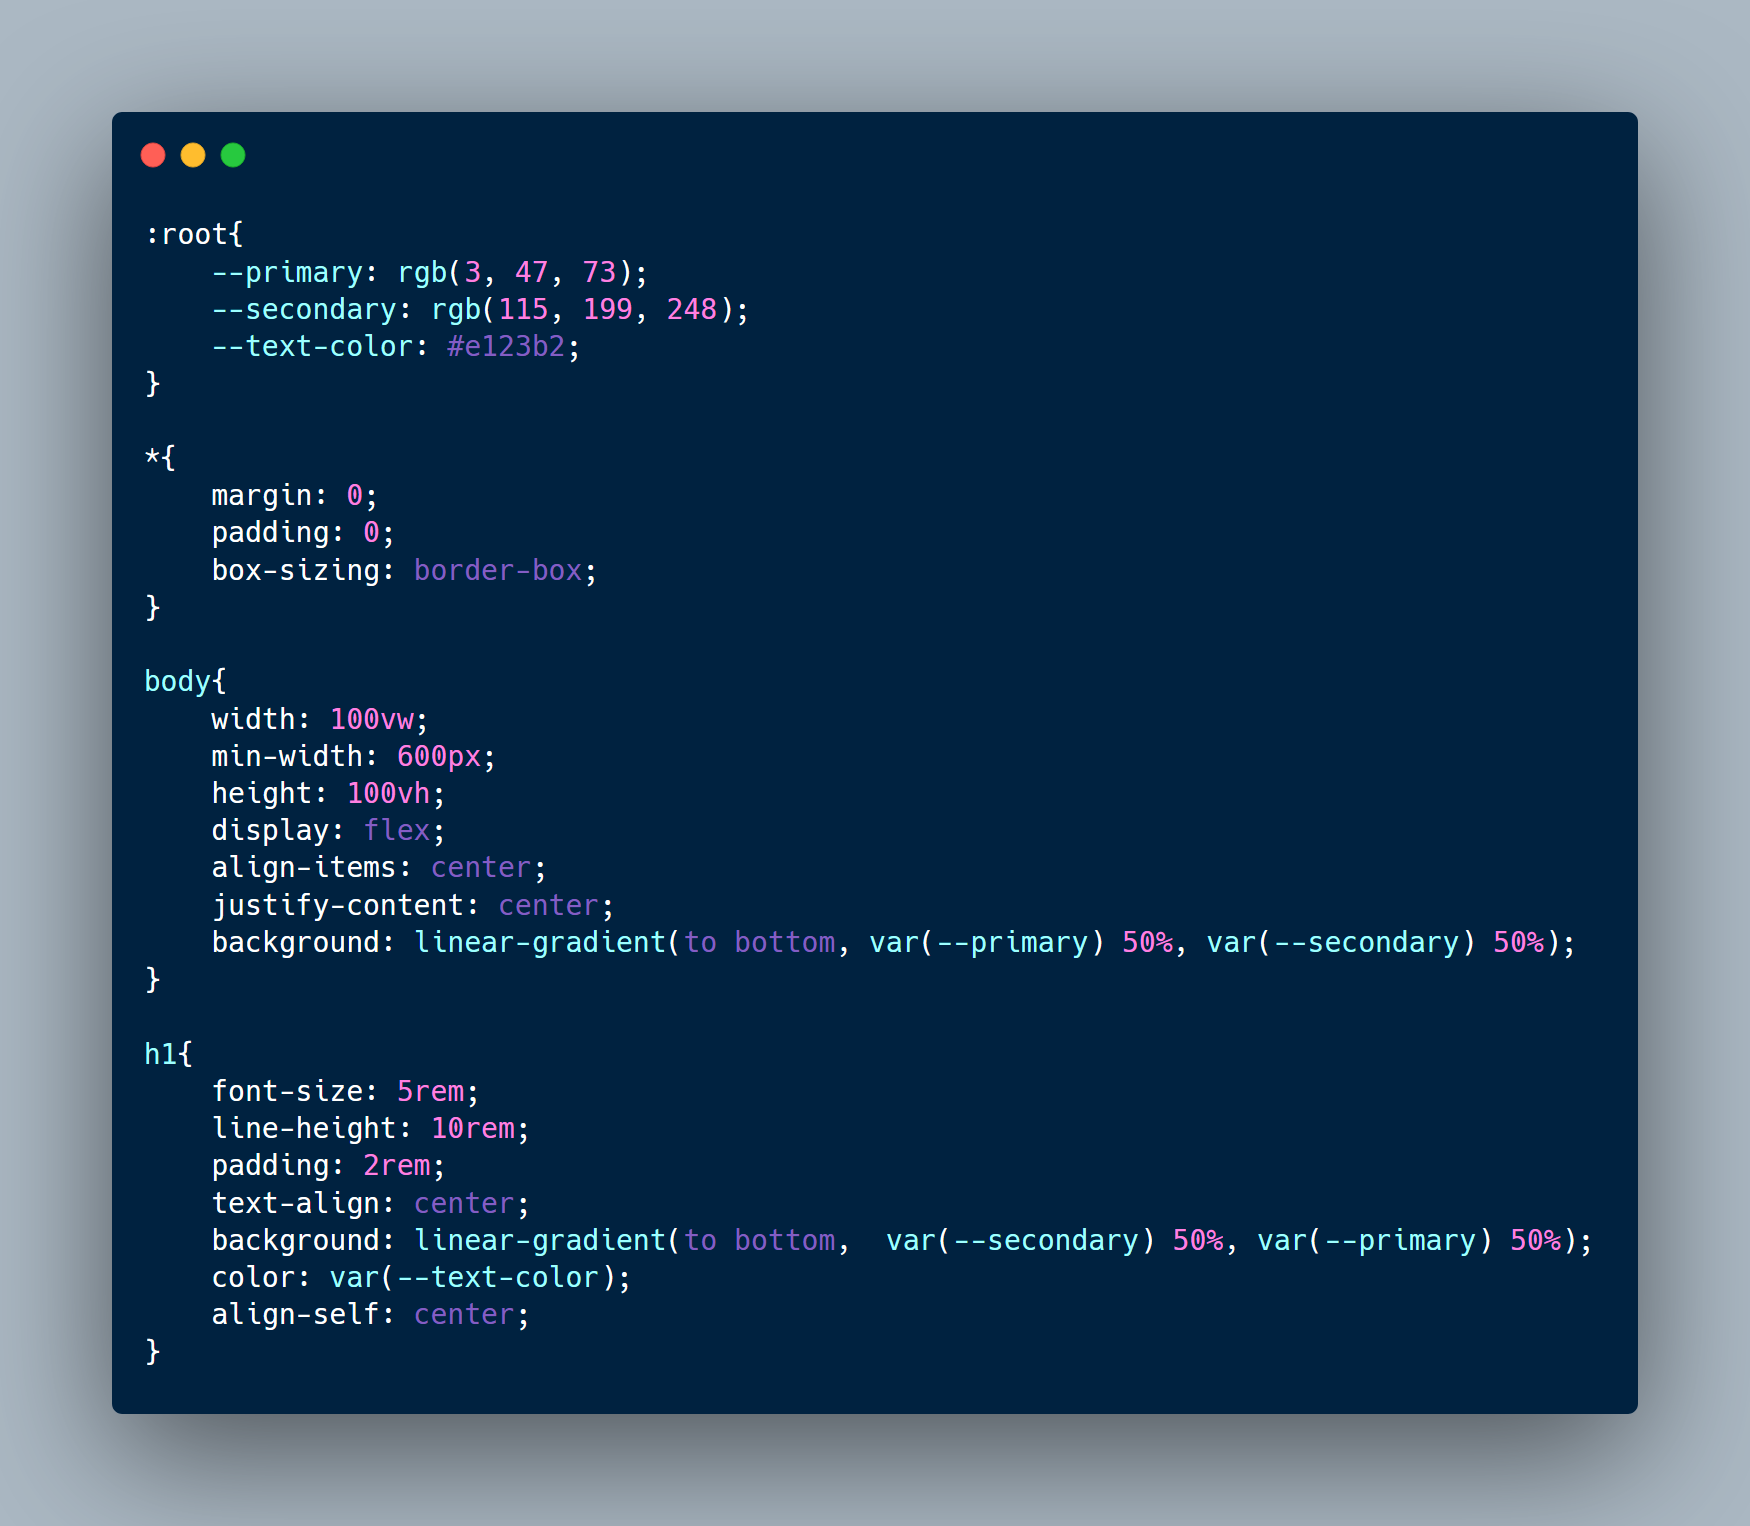 :root{
    --primary: rgb(3, 47, 73);
    --secondary: rgb(115, 199, 248);
    --text-color: #e123b2;
}

*{
    margin: 0;
    padding: 0;
    box-sizing: border-box;
}

body{
    width: 100vw;
    min-width: 600px;
    height: 100vh;
    display: flex;
    align-items: center;
    justify-content: center;
    background: linear-gradient(to bottom, var(--primary) 50%, var(--secondary) 50%);
}

h1{
    font-size: 5rem;
    line-height: 10rem;
    padding: 2rem;
    text-align: center;
    background: linear-gradient(to bottom,  var(--secondary) 50%, var(--primary) 50%);
    color: var(--text-color);
    align-self: center;
}